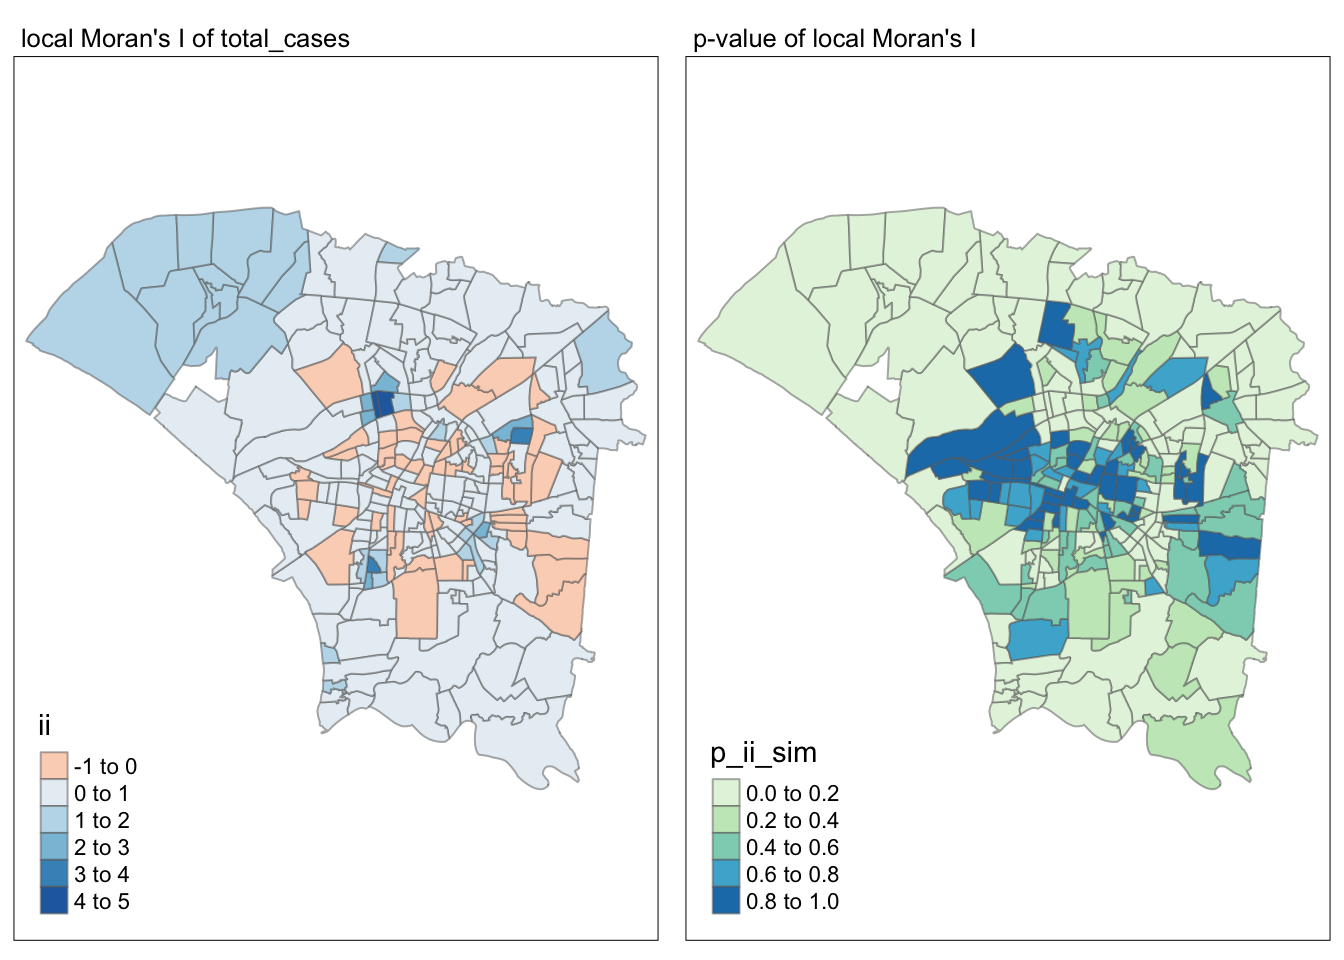 local Moran's I of total_cases
ii
-1 to 0
0 to 1
1 to 2
2 to 3
3 to 4
4 to 5
p-value of local Moran's I
p_ii_sim
0.0 to 0.2
0.2 to 0.4
0.4 to 0.6
0.6 to 0.8
0.8 to 1.0